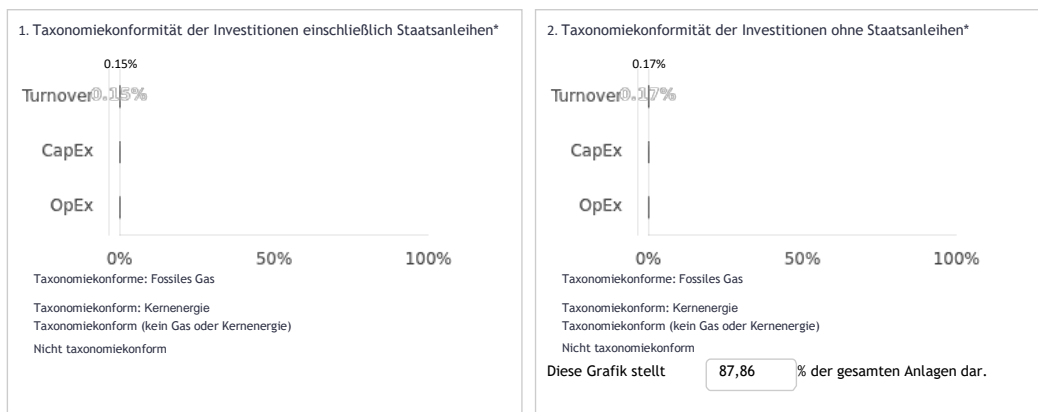 1. Taxonomiekonformität der Investitionen einschließlich Staatsanleihen*
0.15%
Turnover 0.15%
CapEx
OpEx
0% 50% 100%
Taxonomiekonforme: Fossiles Gas
Taxonomiekonform: Kernenergie
Taxonomiekonform (kein Gas oder Kernenergie)
Nicht taxonomiekonform
2. Taxonomiekonformität der Investitionen ohne Staatsanleihen*
0.17%
Turnover 0.17%
CapEx
OpEx
0% 50% 100%
Taxonomiekonforme: Fossiles Gas
Taxonomiekonform: Kernenergie
Taxonomiekonform (kein Gas oder Kernenergie)
Nicht taxonomiekonform
Diese Grafik stellt 87,86 % der gesamten Anlagen dar.